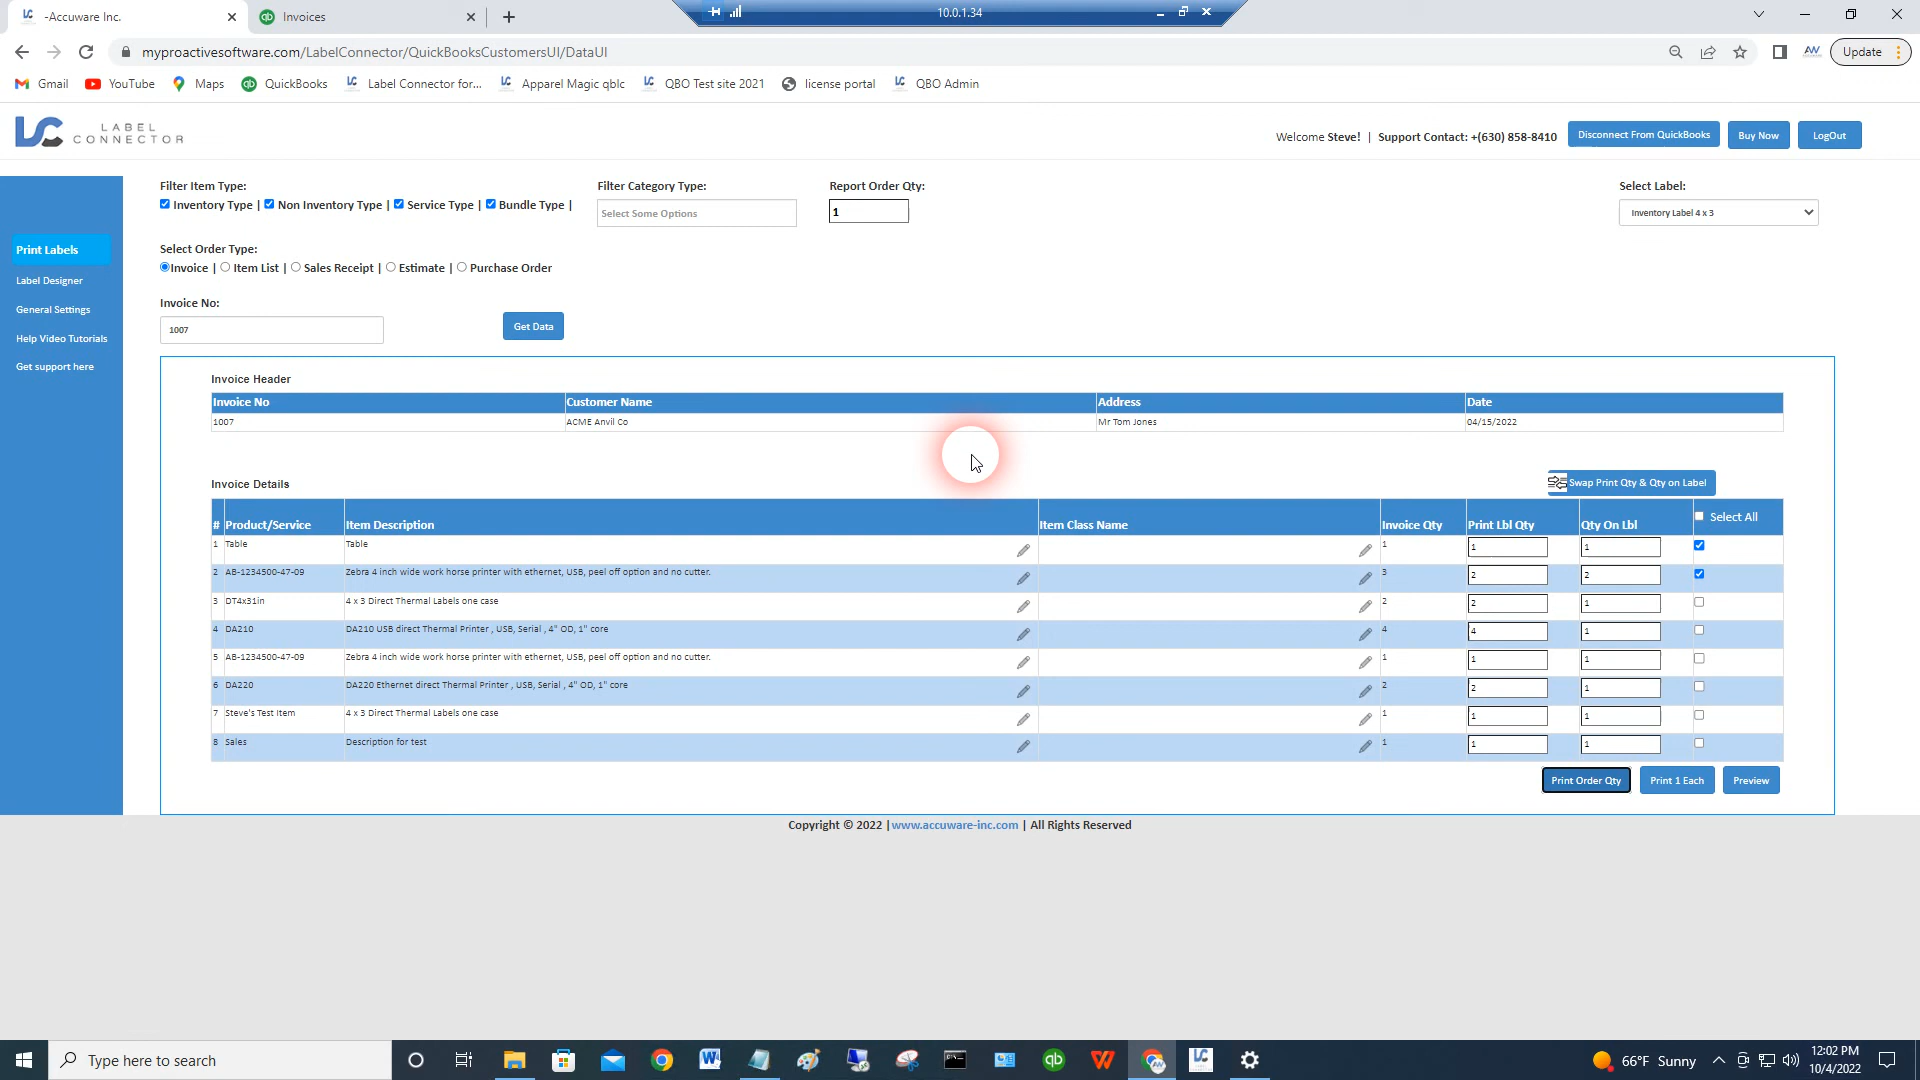 -Accuware Inc.
Invoices
10.0.1.34
myproactivesoftware.com/LabelConnector/QuickBooksCustomersUI/DataUI
Update
Gmail
YouTube
Maps
QuickBooks
Label Connector for...
Apparel Magic qblc
QBO Test site 2021
license portal
QBO Admin
LABEL
CONNECTOR
Welcome Steve! | Support Contact: +(630) 858-8410
Disconnect From QuickBooks
Buy Now
LogOut
Print Labels
Label Designer
General Settings
Help Video Tutorials
Get support here
Filter Item Type:
Inventory Type | Non Inventory Type | Service Type | Bundle Type |
Filter Category Type:
Select Some Options
Report Order Qty:
1
Select Label:
Inventory Label 4 x 3
Select Order Type:
Invoice | Item List | Sales Receipt | Estimate | Purchase Order
Invoice No:
1007
Get Data
Invoice Header
Invoice No Customer Name Address Date
1007 ACME Anvil Co Mr Tom Jones 04/15/2022
Invoice Details
Swap Print Qty & Qty on Label
# Product/Service Item Description Item Class Name Invoice Qty Print Lbl Qty Qty On Lbl Select All
1 Table Table 1 1 1
2 AB-1234500-47-09 Zebra 4 inch wide work horse printer with ethernet, USB, peel off option and no cutter. 3 2 2
3 DT4x31in 4 x 3 Direct Thermal Labels one case 2 2 1
4 DA210 DA210 USB direct Thermal Printer , USB, Serial , 4" OD, 1" core 4 4 1
5 AB-1234500-47-09 Zebra 4 inch wide work horse printer with ethernet, USB, peel off option and no cutter. 1 1 1
6 DA220 DA220 Ethernet direct Thermal Printer , USB, Serial , 4" OD, 1" core 2 2 1
7 Steve's Test Item 4 x 3 Direct Thermal Labels one case 1 1 1
8 Sales Description for test 1 1 1
Print Order Qty
Print 1 Each
Preview
Copyright © 2022 |www.accuware-inc.com | All Rights Reserved
Type here to search
66°F Sunny
12:02 PM
10/4/2022